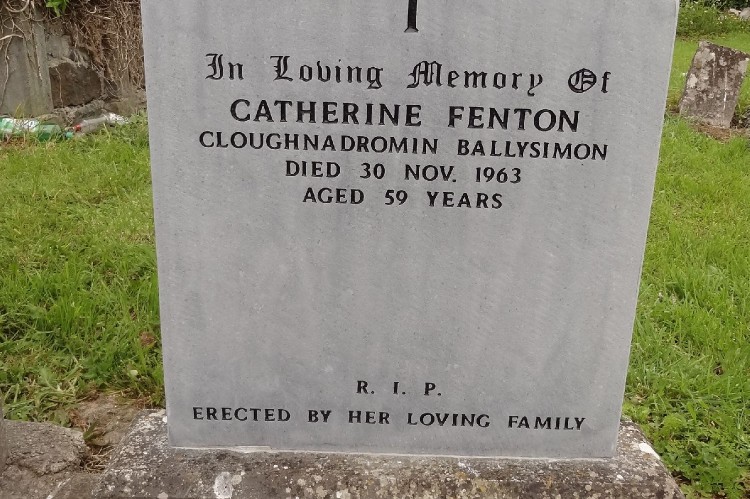 In Loving Memory Of
CATHERINE FENTON
CLOUGHNADROMIN BALLYSIMON
DIED 30 NOV. 1963
AGED 59 YEARS
R. I. P.
ERECTED BY HER LOVING FAMILY